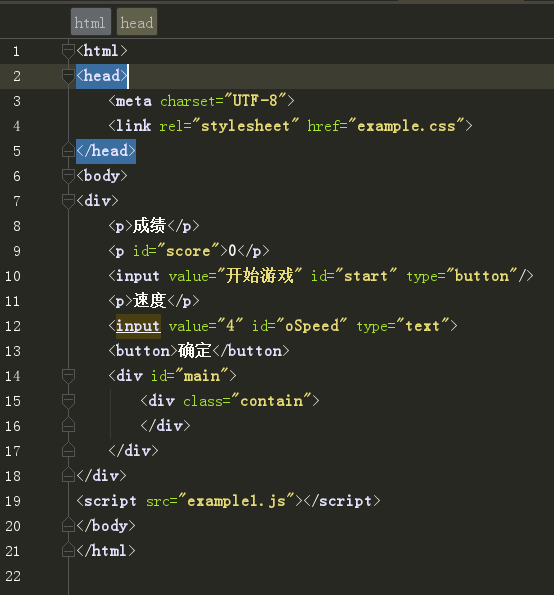 html head
1 <html>
2 <head>
3 <meta charset="UTF-8">
4 <link rel="stylesheet" href="example.css">
5 </head>
6 <body>
7 <div>
8 <p>成绩</p>
9 <p id="score">0</p>
10 <input value="开始游戏" id="start" type="button"/>
11 <p>速度</p>
12 <input value="4" id="oSpeed" type="text">
13 <button>确定</button>
14 <div id="main">
15 <div class="contain">
16 </div>
17 </div>
18 </div>
19 <script src="example1.js"></script>
20 </body>
21 </html>
22